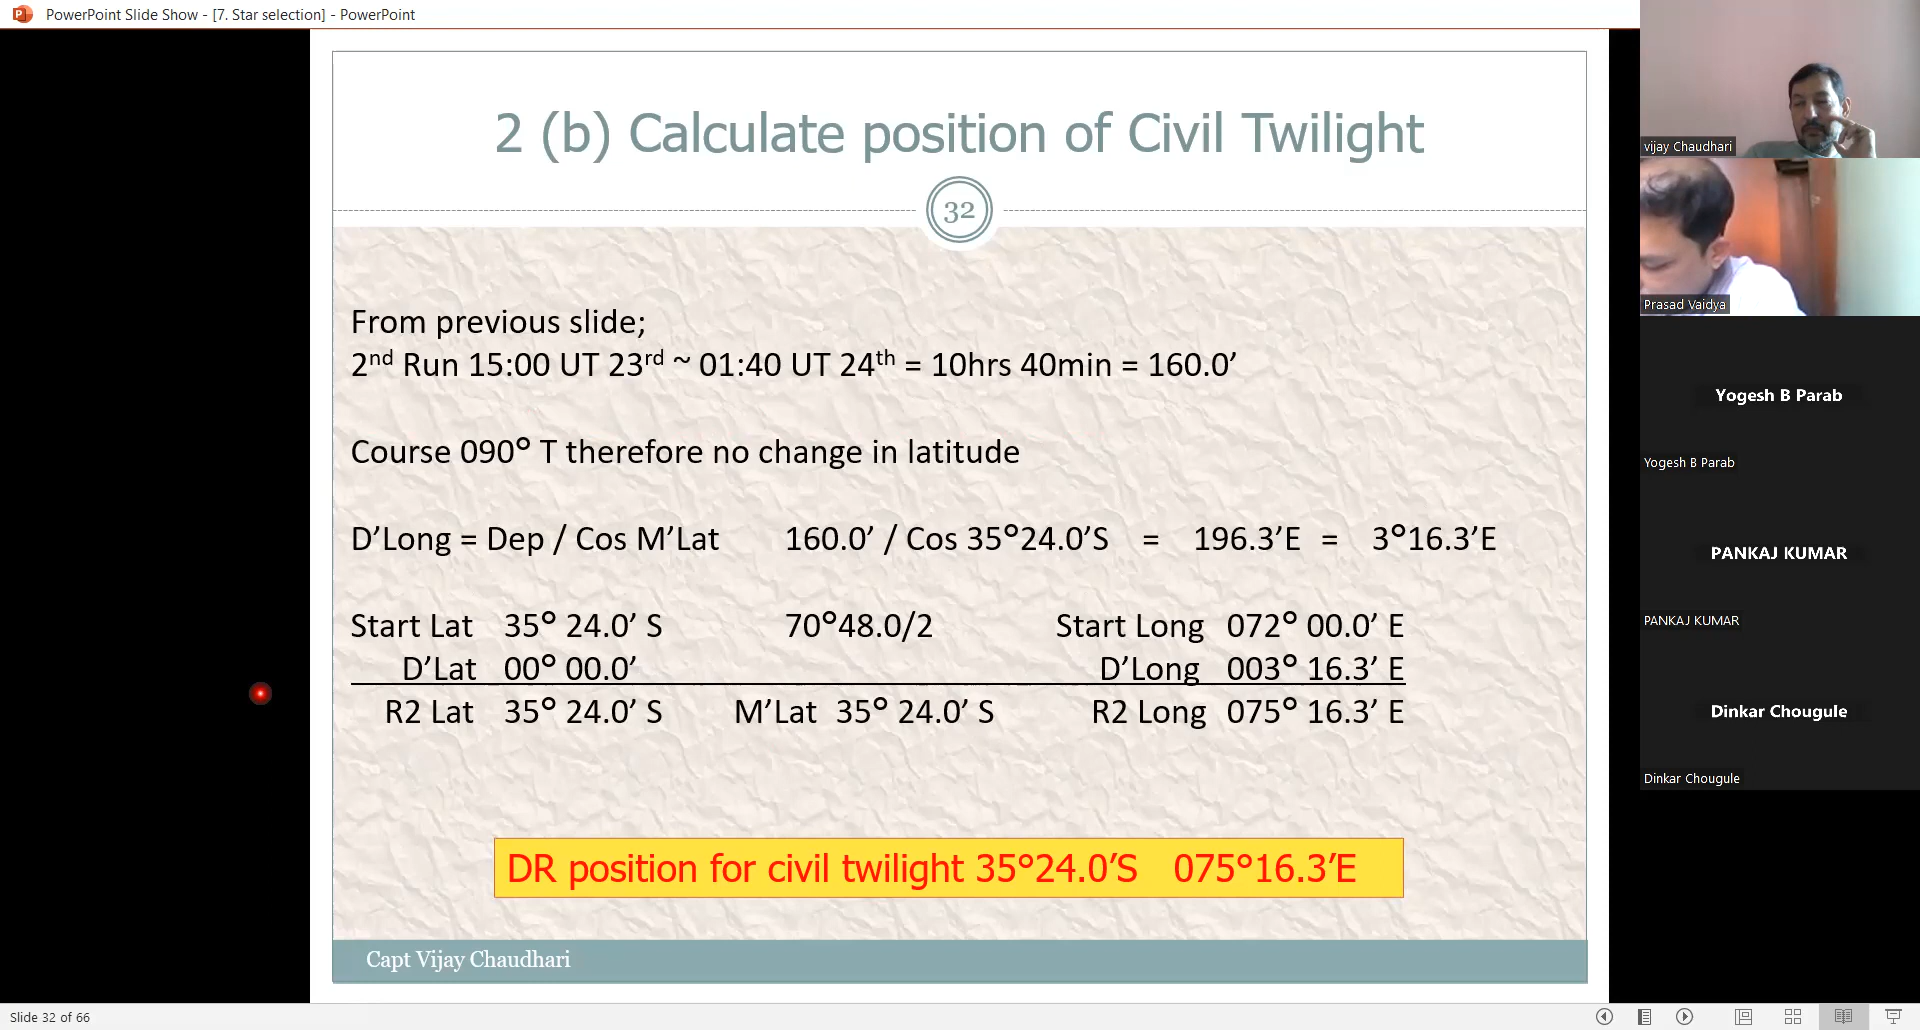 PowerPoint Slide Show - [7. Star selection] - PowerPoint
2 (b) Calculate position of Civil Twilight
32
From previous slide;
2nd Run 15:00 UT 23rd ~ 01:40 UT 24th = 10hrs 40min = 160.0’
Course 090° T therefore no change in latitude
D’Long = Dep / Cos M’Lat 160.0’ / Cos 35°24.0’S = 196.3’E = 3°16.3’E
Start Lat 35° 24.0’ S 70°48.0/2 Start Long 072° 00.0’ E
D’Lat 00° 00.0’ D’Long 003° 16.3’ E
R2 Lat 35° 24.0’ S M’Lat 35° 24.0’ S R2 Long 075° 16.3’ E
DR position for civil twilight 35°24.0’S 075°16.3’E
Capt Vijay Chaudhari
Slide 32 of 66
vijay Chaudhari
Prasad Vaidya
Yogesh B Parab
Yogesh B Parab
PANKAJ KUMAR
PANKAJ KUMAR
Dinkar Chougule
Dinkar Chougule